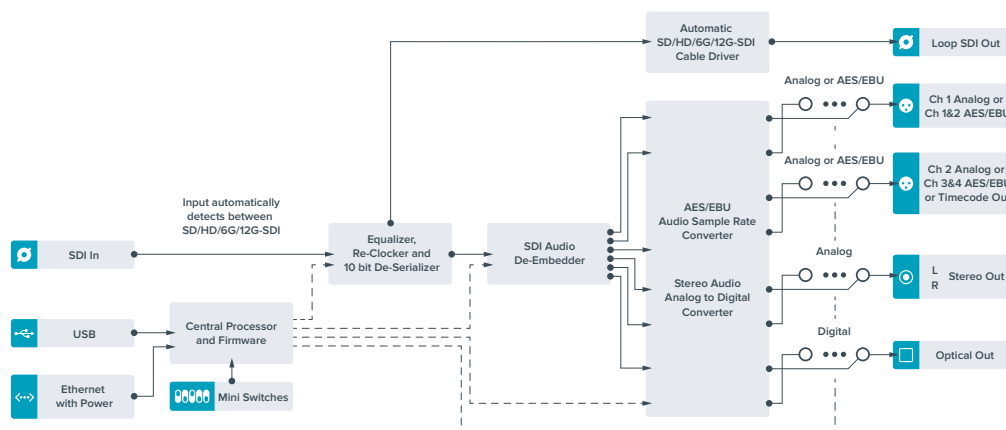 Automatic
SD/HD/6G/12G-SDI
Cable Driver
Loop SDI Out
Analog or AES/EBU
Ch 1 Analog or
Ch 1&2 AES/EBU
Analog or AES/EBU
Ch 2 Analog or
Ch 3&4 AES/EBU
or Timecode Ou
Input automatically
detects between
SD/HD/6G/12G-SDI
AES/EBU
Audio Sample Rate
Converter
SDI In
Equalizer,
Re-Clocker and
10 bit De-Serializer
SDI Audio
De-Embedder
Analog
L
R
Stereo Out
Stereo Audio
Analog to Digital
Converter
USB
Central Processor
and Firmware
Digital
Optical Out
Ethernet
with Power
Mini Switches